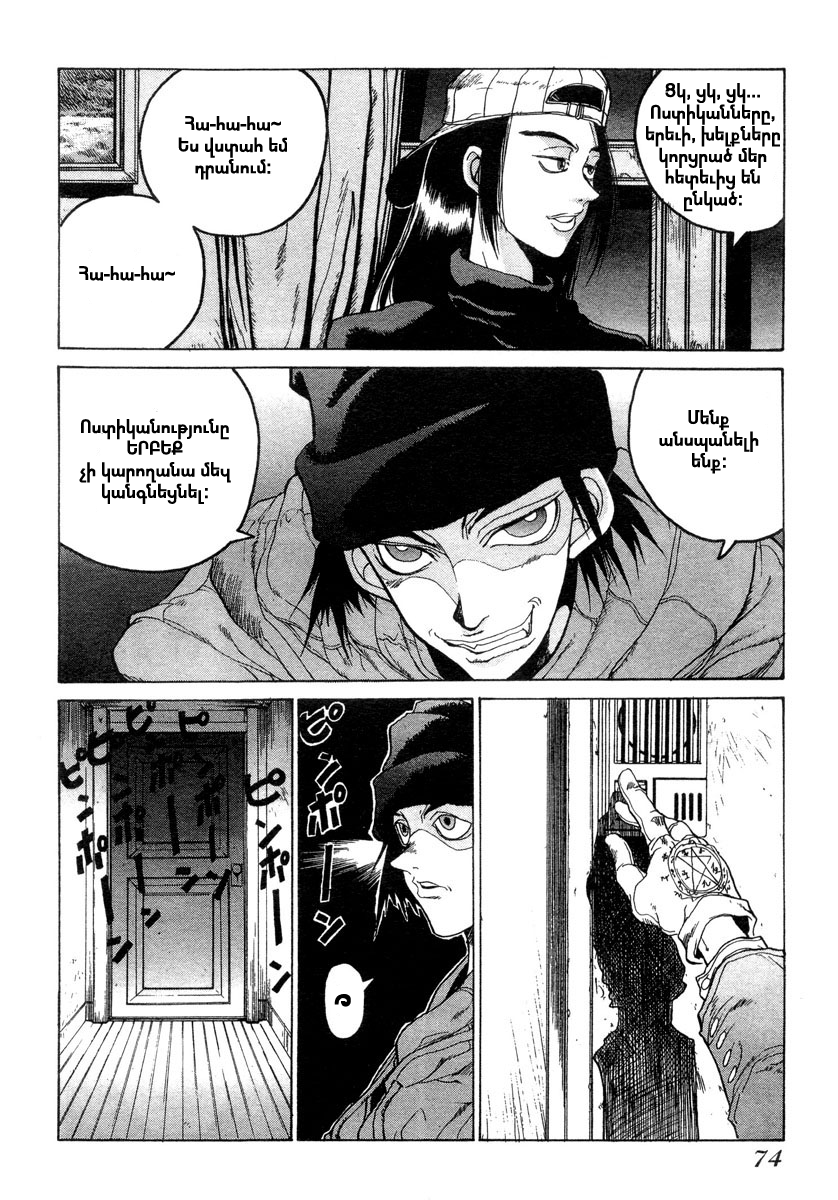 Ցկ, ցկ, ցկ...
Ոստիկանները,
երեւի, խելքները
կորցրած մեր
հետեւից են
ընկած:
Հա-հա-հա~
Ես վստահ եմ
դրանում:
Հա-հա-հա~
Մենք
անսպանելի
ենք:
Ոստիկանությունը
ԵՐԲԵՔ
չի կարողանա մեզ
կանգնեցնել:
ピンポーン
ピンポーン
ピンポーン
ピンポーン
74